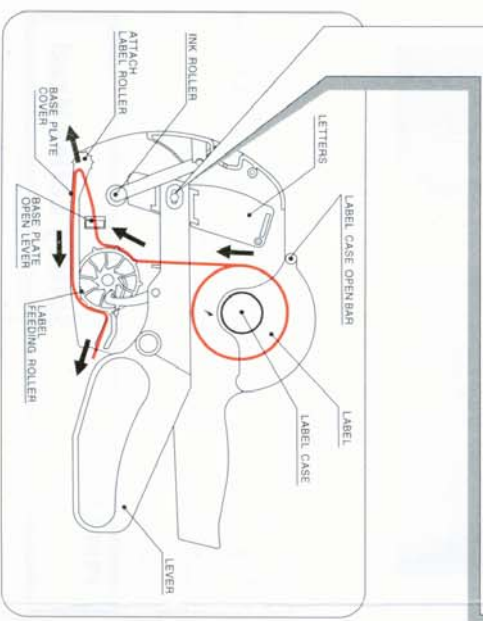 LABEL CASE OPEN BAR
LABEL
LETTERS
LABEL CASE
INK ROLLER
ATTACH
LABEL ROLLER
BASE PLATE
COVER
BASE PLATE
OPEN LEVER
LABEL
FEEDING ROLLER
LEVER